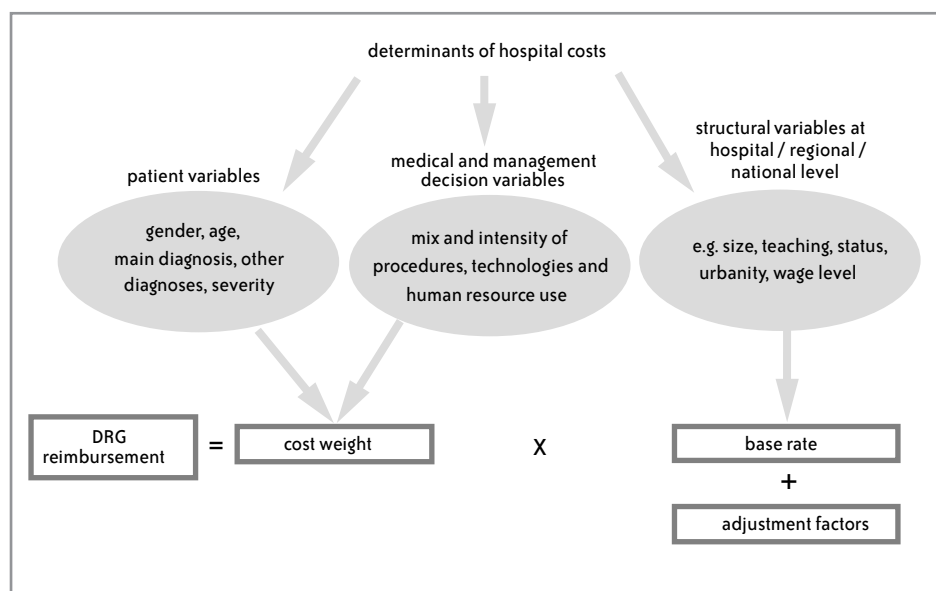 determinants of hospital costs
patient variables
gender, age,
main diagnosis, other
diagnoses, severity
medical and management
decision variables
mix and intensity of
procedures, technologies and
human resource use
structural variables at
hospital / regional /
national level
e.g. size, teaching, status,
urbanity, wage level
DRG
reimbursement
=
cost weight
X
base rate
+
adjustment factors